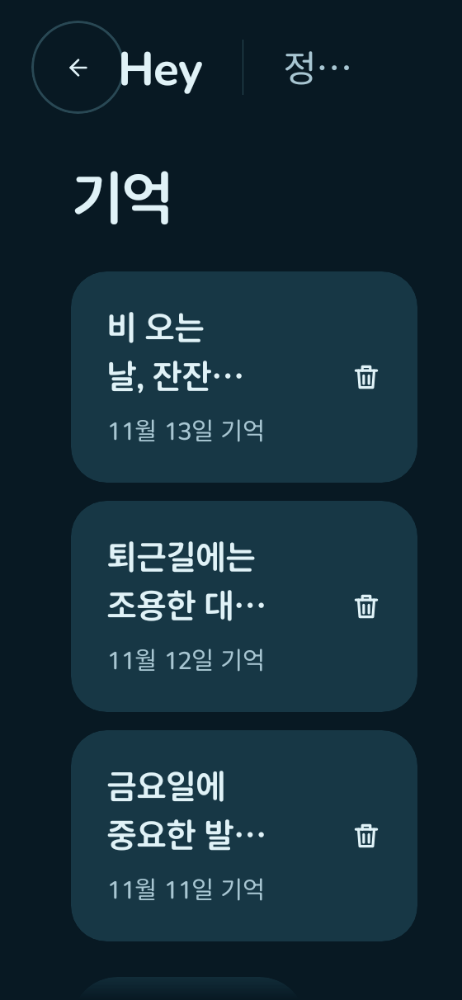 Hey
정…
기억
비 오는
날, 잔잔…
11월 13일 기억
퇴근길에는
조용한 대…
11월 12일 기억
금요일에
중요한 발…
11월 11일 기억